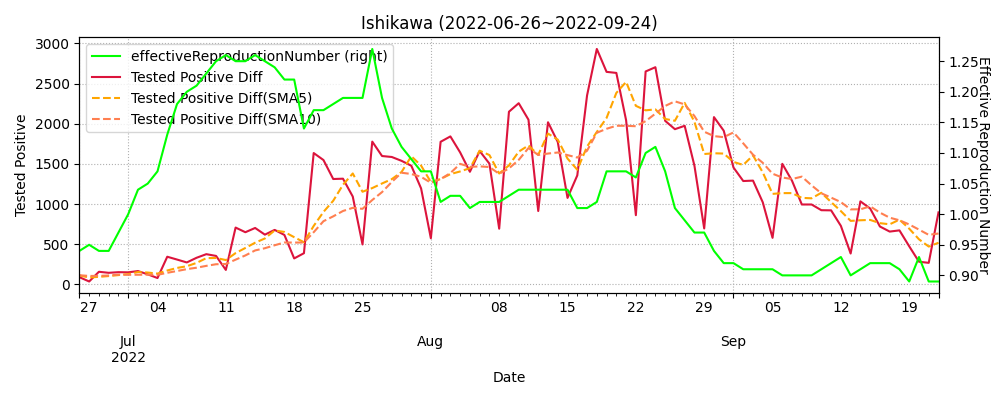 Ishikawa (2022-06-26~2022-09-24)
effectiveReproductionNumber (right)
Tested Positive Diff
Tested Positive Diff(SMA5)
Tested Positive Diff(SMA10)
Tested Positive
3000
2500
2000
1500
1000
500
0
1.25
1.20
1.15
1.10
1.05
1.00
0.95
0.90
Effective Reproduction Number
27 04 11 18 25 08 15 22 29 05 12 19
Jul Aug Sep
2022
Date